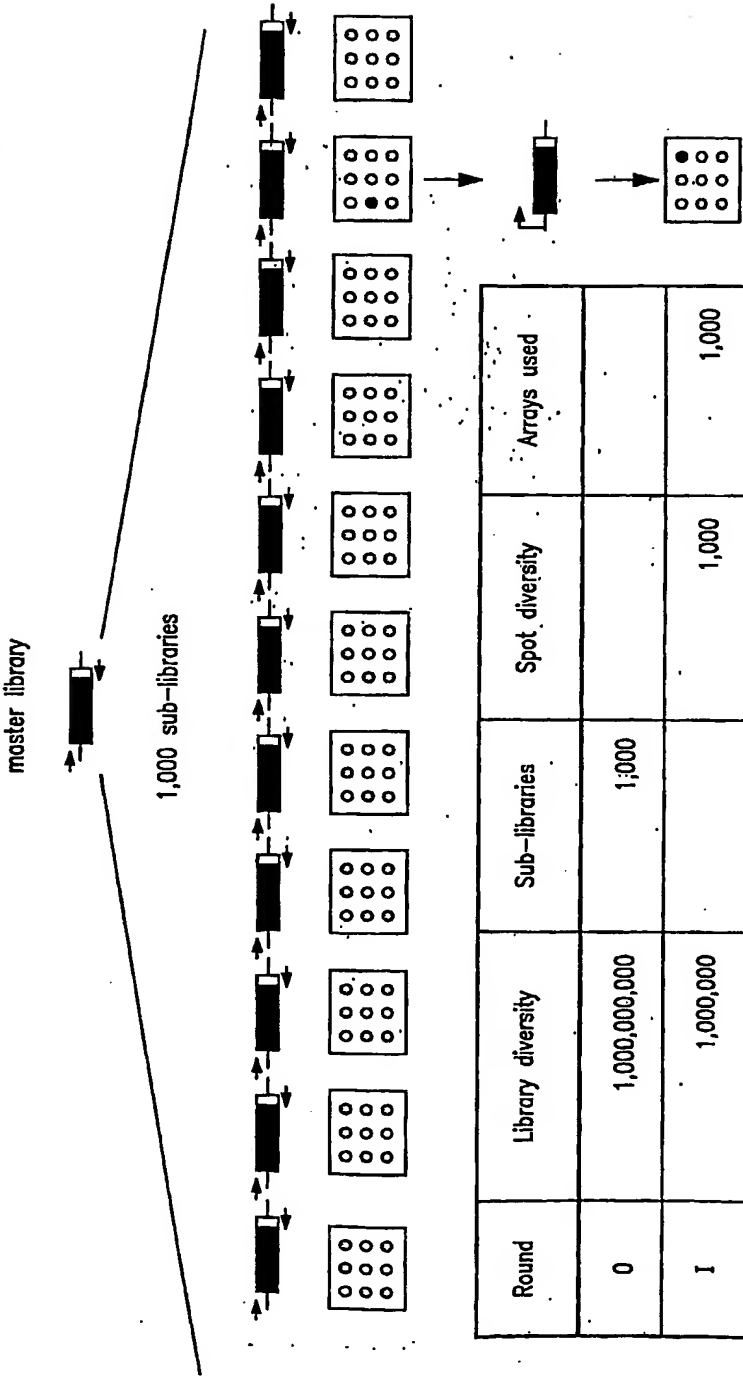 master library
1,000 sub-libraries
Round Library diversity Sub-libraries Spot diversity Arrays used
0 1,000,000,000 1,000
I 1,000,000 1,000 1,000